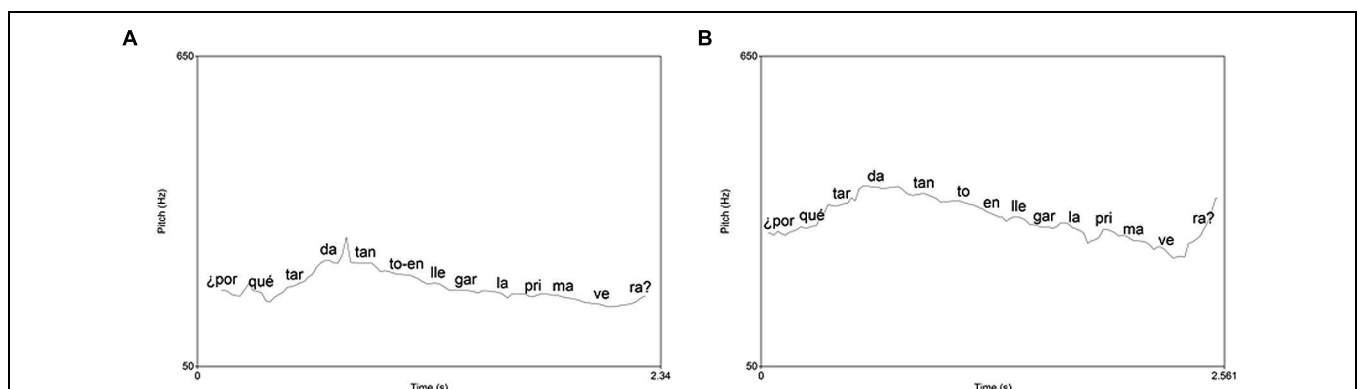 A
B
650
650
Pitch (Hz)
Pitch (Hz)
¿por qué tar da tan to-en lle gar la pri ma ve ra?
¿por qué tar da tan to en lle gar la pri ma ve ra?
50
50
0
2.34
0
2.561
Time (s)
Time (s)